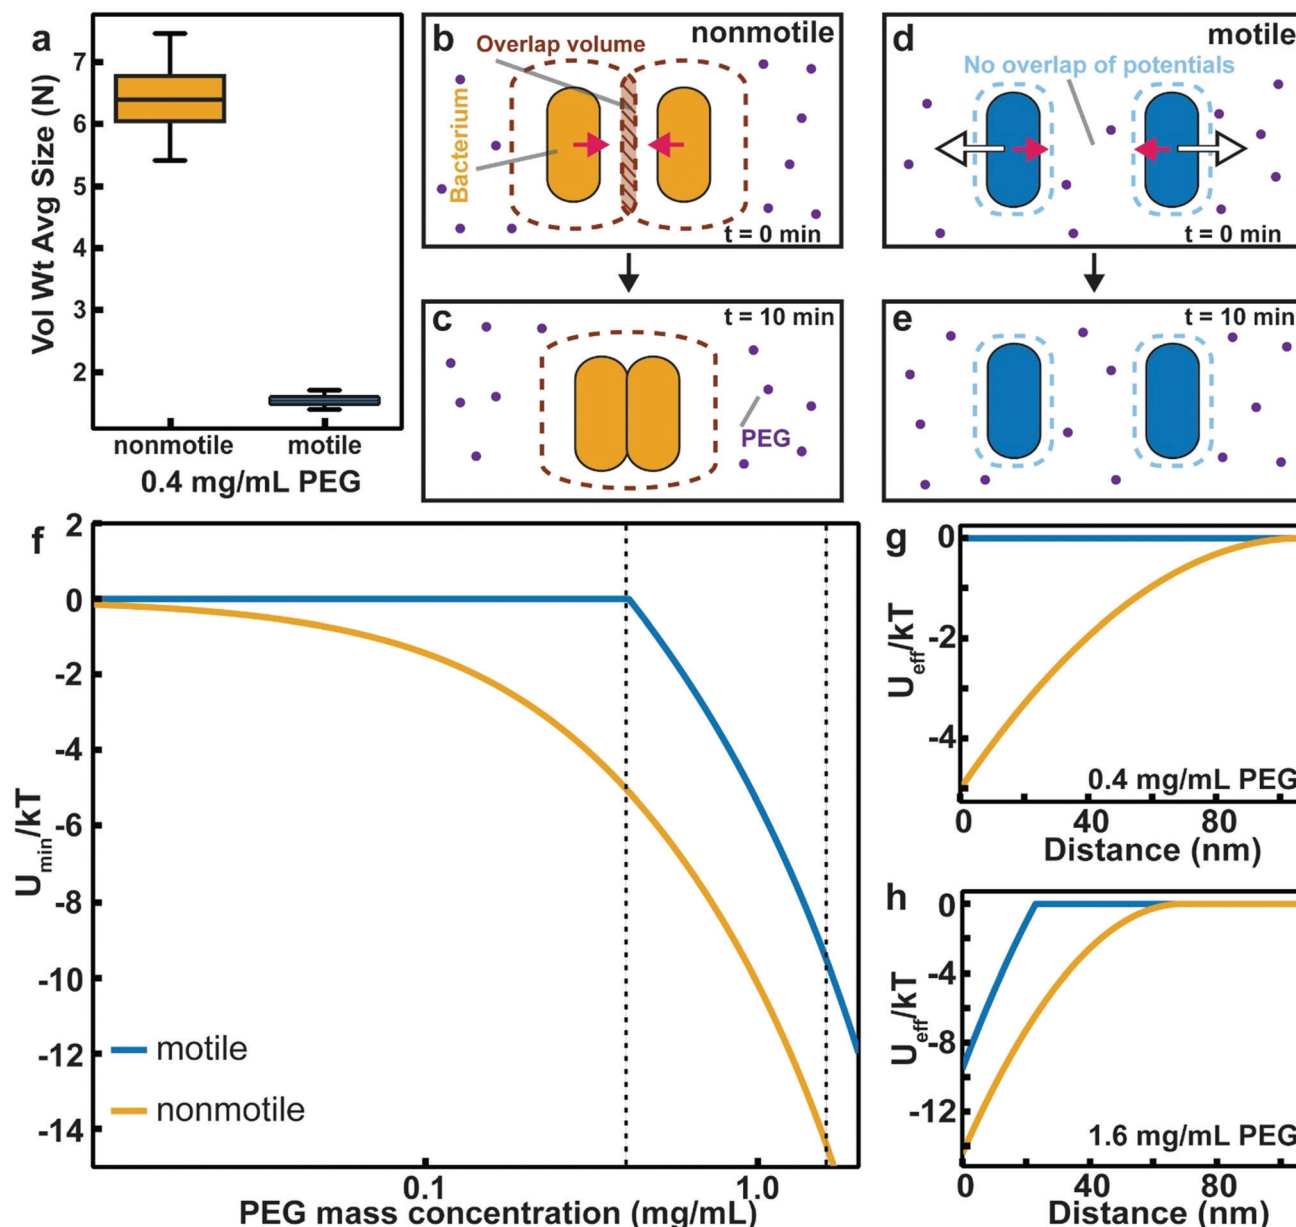 a
Vol Wt Avg Size (N)
7
6
5
4
3
2
nonmotile
motile
0.4 mg/mL PEG
b
nonmotile
Overlap volume
Bacterium
t = 0 min
c
t = 10 min
PEG
d
motile
No overlap of potentials
t = 0 min
e
t = 10 min
f
U_min/kT
2
0
-2
-4
-6
-8
-10
-12
-14
motile
nonmotile
0.1
1.0
PEG mass concentration (mg/mL)
g
U_eff/kT
0
-2
-4
0.4 mg/mL PEG
0
40
80
Distance (nm)
h
U_eff/kT
0
-4
-8
-12
1.6 mg/mL PEG
0
40
80
Distance (nm)